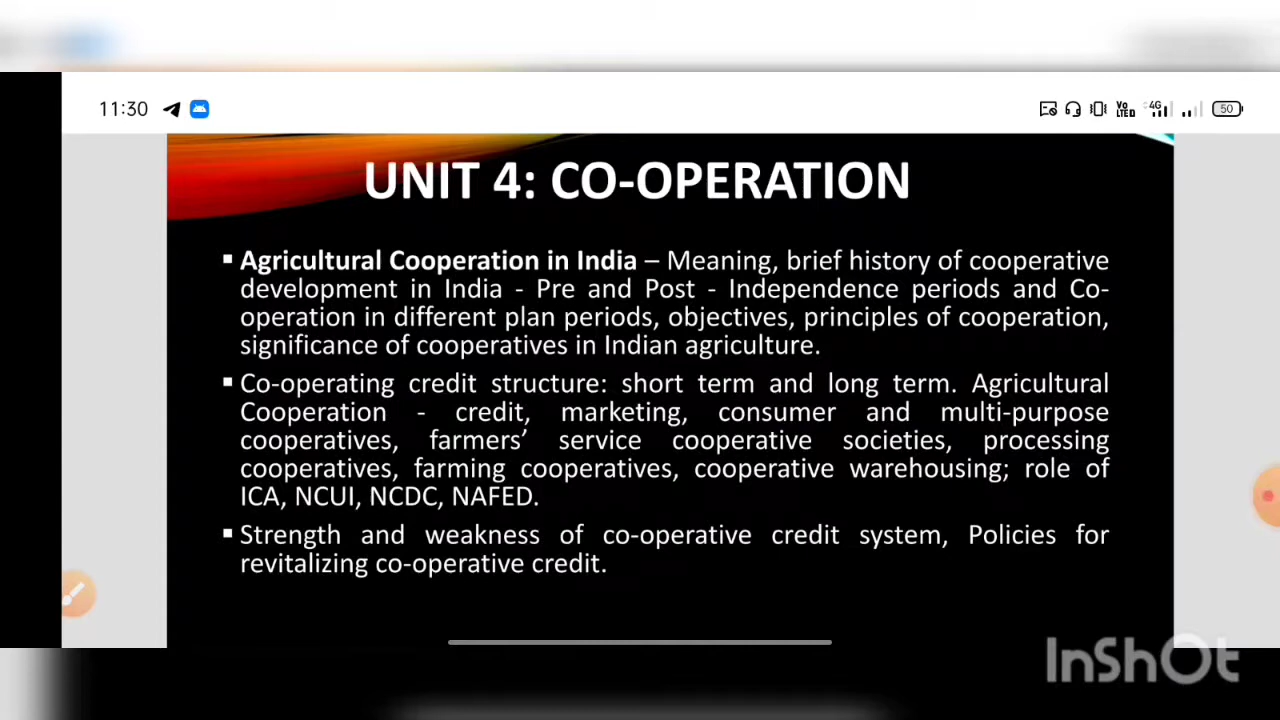 11:30
Vo
LTE
4G
50
UNIT 4: CO-OPERATION
▪ Agricultural Cooperation in India – Meaning, brief history of cooperative
development in India - Pre and Post - Independence periods and Co-
operation in different plan periods, objectives, principles of cooperation,
significance of cooperatives in Indian agriculture.
▪ Co-operating credit structure: short term and long term. Agricultural
Cooperation - credit, marketing, consumer and multi-purpose
cooperatives, farmers’ service cooperative societies, processing
cooperatives, farming cooperatives, cooperative warehousing; role of
ICA, NCUI, NCDC, NAFED.
▪ Strength and weakness of co-operative credit system, Policies for
revitalizing co-operative credit.
InShOt